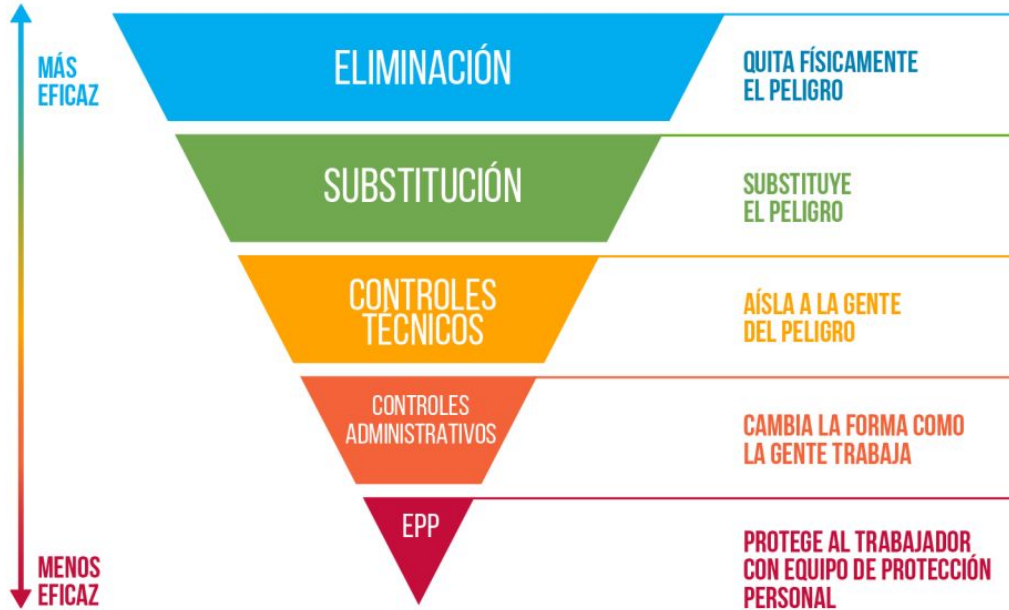 MÁS
EFICAZ
ELIMINACIÓN
QUITA FÍSICAMENTE
EL PELIGRO
SUBSTITUCIÓN
SUBSTITUYE
EL PELIGRO
CONTROLES
TÉCNICOS
AÍSLA A LA GENTE
DEL PELIGRO
CONTROLES
ADMINISTRATIVOS
CAMBIA LA FORMA COMO
LA GENTE TRABAJA
EPP
PROTEGE AL TRABAJADOR
CON EQUIPO DE PROTECCIÓN
PERSONAL
MENOS
EFICAZ